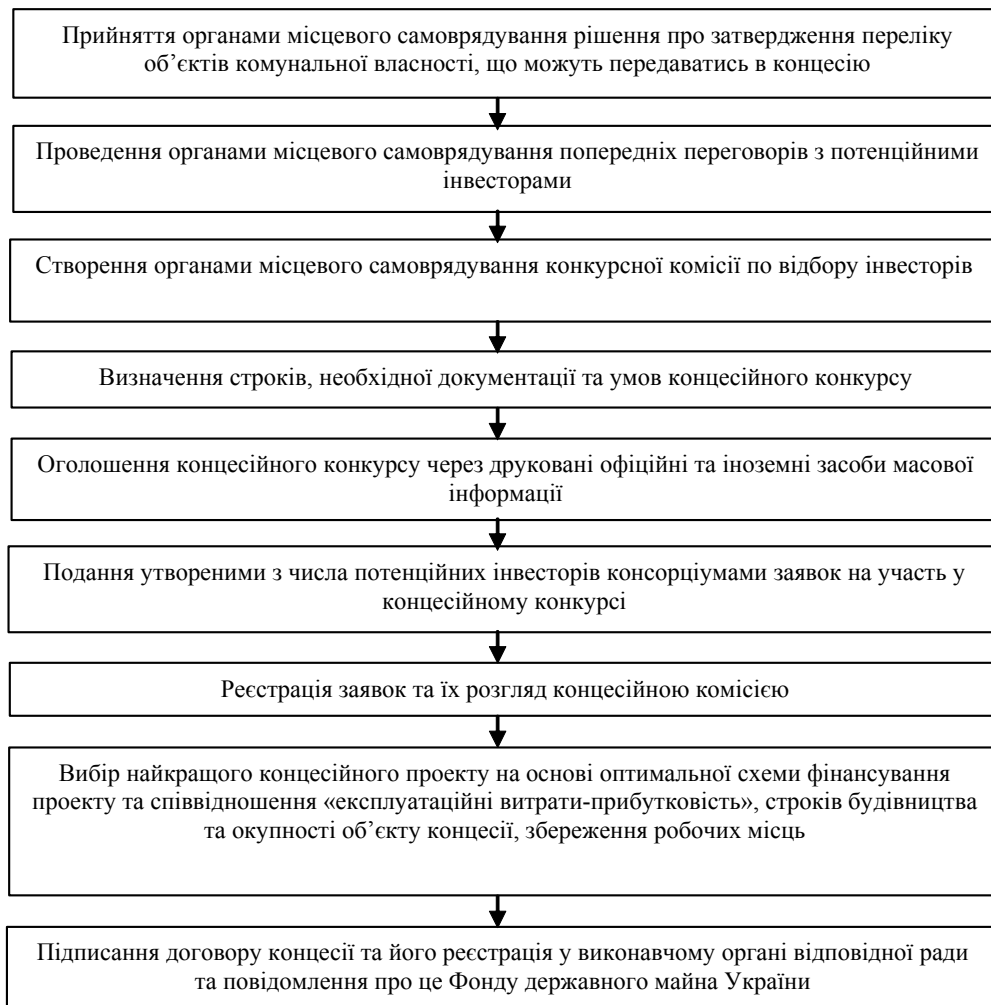 Прийняття органами місцевого самоврядування рішення про затвердження переліку
об’єктів комунальної власності, що можуть передаватись в концесію
Проведення органами місцевого самоврядування попередніх переговорів з потенційними
інвесторами
Створення органами місцевого самоврядування конкурсної комісії по відбору інвесторів
Визначення строків, необхідної документації та умов концесійного конкурсу
Оголошення концесійного конкурсу через друковані офіційні та іноземні засоби масової
інформації
Подання утвореними з числа потенційних інвесторів консорціумами заявок на участь у
концесійному конкурсі
Реєстрація заявок та їх розгляд концесійною комісією
Вибір найкращого концесійного проекту на основі оптимальної схеми фінансування
проекту та співвідношення «експлуатаційні витрати-прибутковість», строків будівництва
та окупності об’єкту концесії, збереження робочих місць
Підписання договору концесії та його реєстрація у виконавчому органі відповідної ради
та повідомлення про це Фонду державного майна України